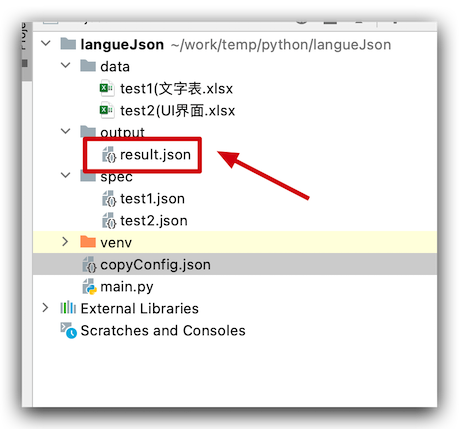 langueJson ~/work/temp/python/langueJson
data
test1(文字表.xlsx
test2(UI界面.xlsx
output
result.json
spec
test1.json
test2.json
venv
copyConfig.json
main.py
External Libraries
Scratches and Consoles